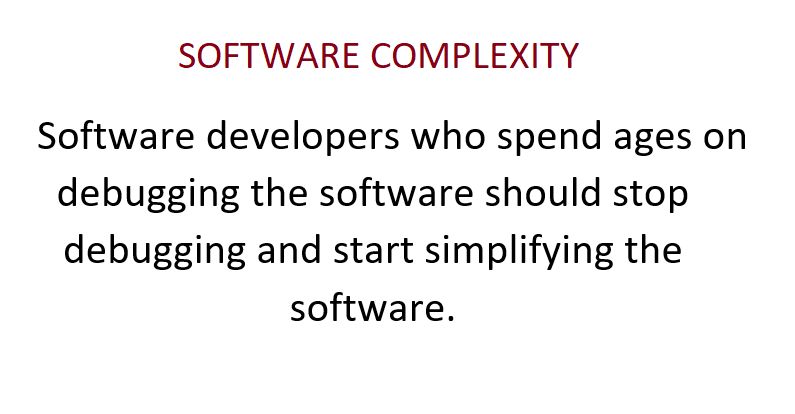 SOFTWARE COMPLEXITY
Software developers who spend ages on
debugging the software should stop
debugging and start simplifying the
software.